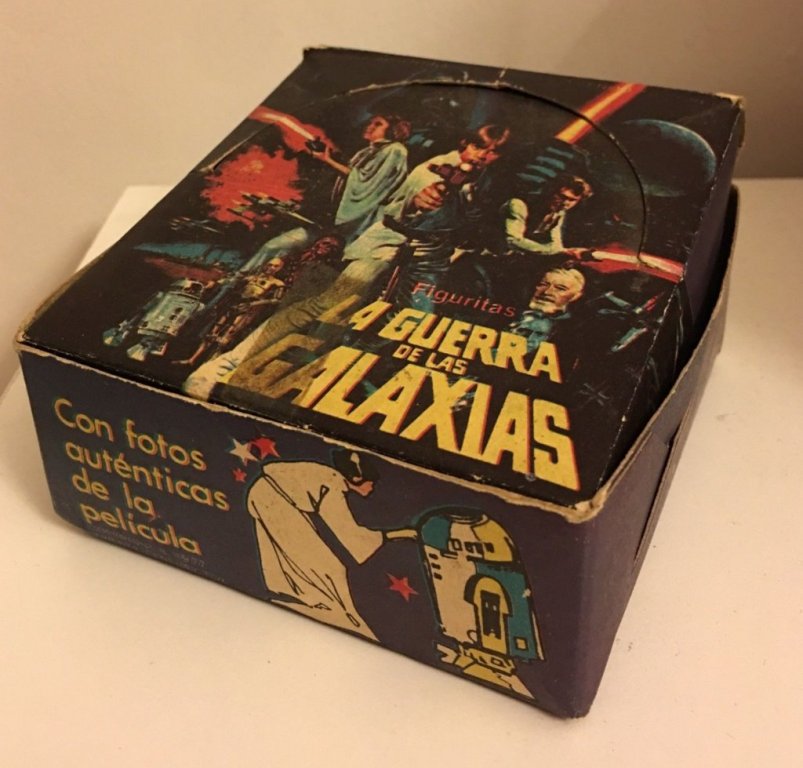 Figuritas
LA GUERRA
DE LAS
GALAXIAS
Con fotos
auténticas
de la
película